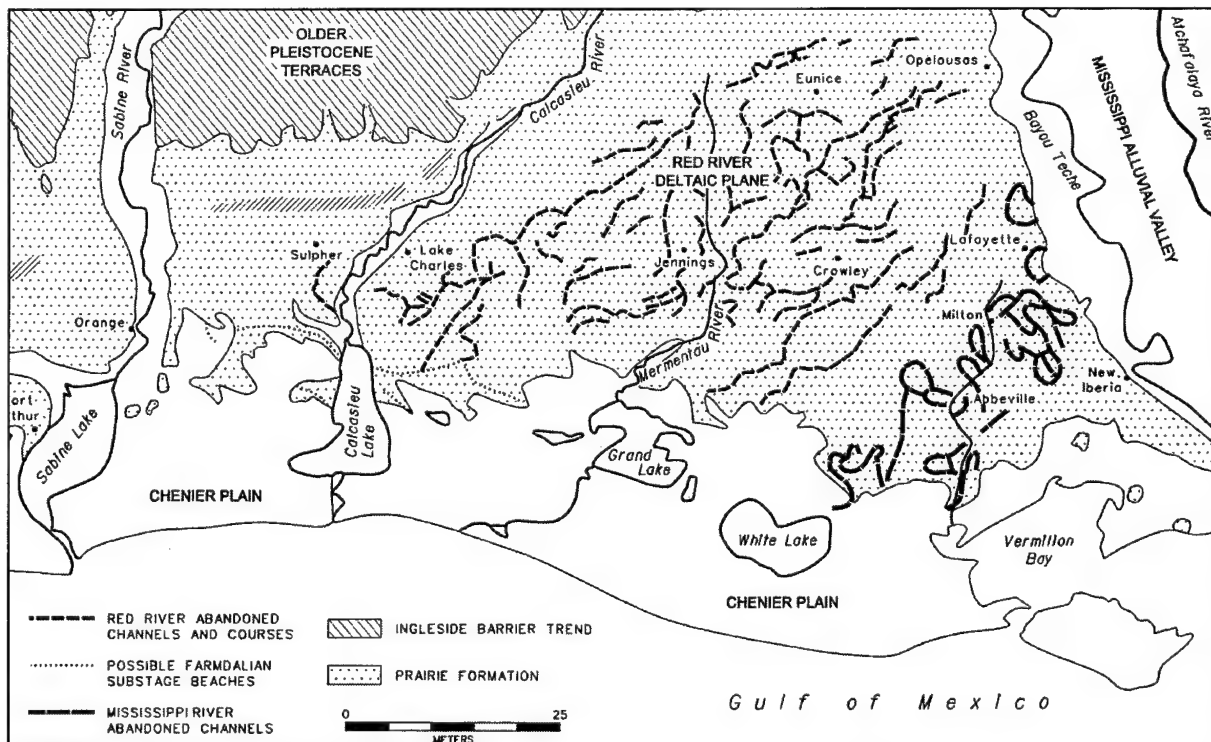 OLDER
PLEISTOCENE
TERRACES
Sabine River
Calcasieu River
Eunice
Opelousas
Atchafalaya River
MISSISSIPPI ALLUVIAL VALLEY
Bayou Teche
RED RIVER
DELTAIC PLANE
Sulpher
Lake
Charles
Jennings
Crowley
Lafayette
Orange
Mermentau River
Milton
New
Iberia
Abbeville
ort
rthur
Sabine Lake
Calcasieu
Lake
Grand
Lake
CHENIER PLAIN
White Lake
Vermilion
Bay
CHENIER PLAIN
RED RIVER ABANDONED
CHANNELS AND COURSES
INGLESIDE BARRIER TREND
POSSIBLE FARMDALIAN
SUBSTAGE BEACHES
PRAIRIE FORMATION
MISSISSIPPI RIVER
ABANDONED CHANNELS
0 25
METERS
Gulf of Mexico